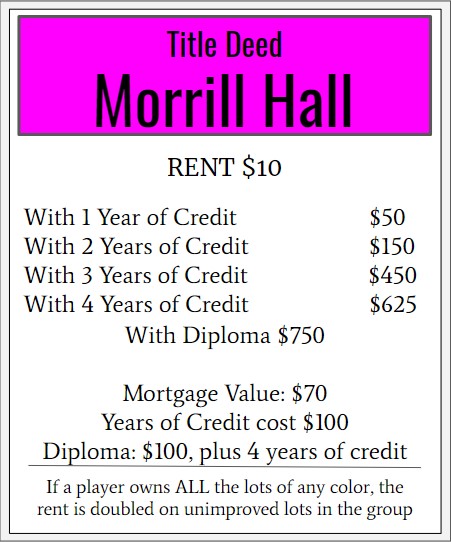 Title Deed
Morrill Hall
RENT $10
With 1 Year of Credit $50
With 2 Years of Credit $150
With 3 Years of Credit $450
With 4 Years of Credit $625
With Diploma $750
Mortgage Value: $70
Years of Credit cost $100
Diploma: $100, plus 4 years of credit
If a player owns ALL the lots of any color, the
rent is doubled on unimproved lots in the group